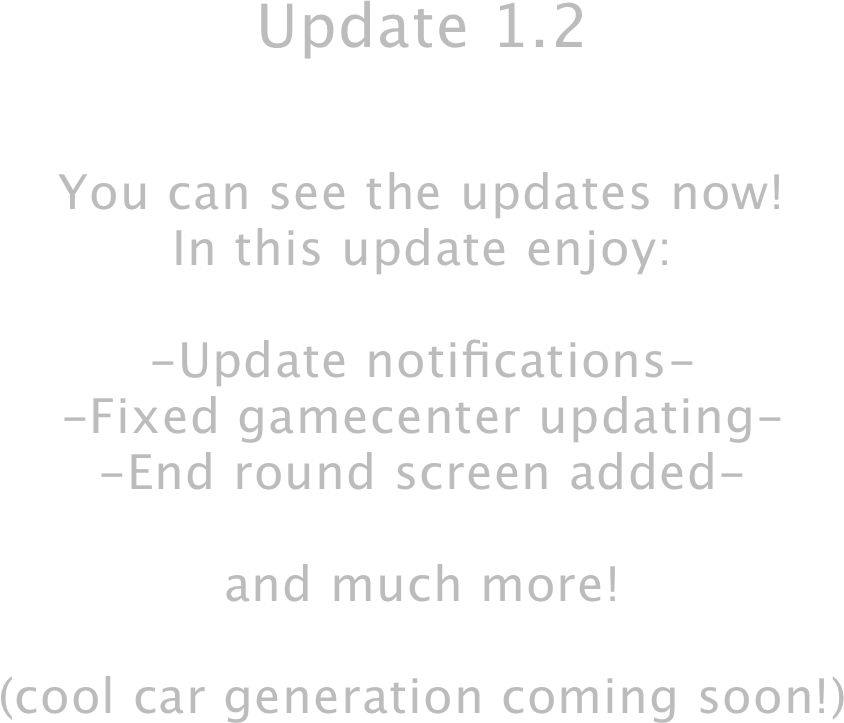 Update 1.2
You can see the updates now!
In this update enjoy:
-Update notifications-
-Fixed gamecenter updating-
-End round screen added-
and much more!
(cool car generation coming soon!)